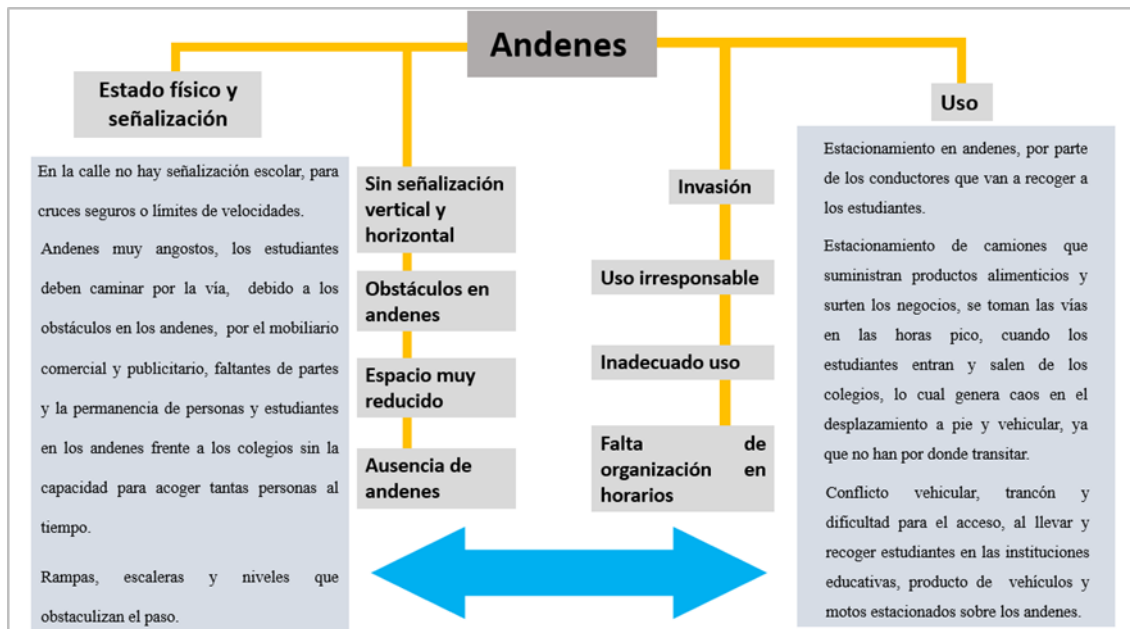 Andenes
Estado físico y
señalización
En la calle no hay señalización escolar, para
cruces seguros o límites de velocidades.
Andenes muy angostos, los estudiantes
deben caminar por la vía, debido a los
obstáculos en los andenes, por el mobiliario
comercial y publicitario, faltantes de partes
y la permanencia de personas y estudiantes
en los andenes frente a los colegios sin la
capacidad para acoger tantas personas al
tiempo.
Rampas, escaleras y niveles que
obstaculizan el paso.
Sin señalización
vertical y
horizontal
Obstáculos en
andenes
Espacio muy
reducido
Ausencia de
andenes
Invasión
Uso irresponsable
Inadecuado uso
Falta de
organización en
horarios
Uso
Estacionamiento en andenes, por parte
de los conductores que van a recoger a
los estudiantes.
Estacionamiento de camiones que
suministran productos alimenticios y
surten los negocios, se toman las vías
en las horas pico, cuando los
estudiantes entran y salen de los
colegios, lo cual genera caos en el
desplazamiento a pie y vehicular, ya
que no han por donde transitar.
Conflicto vehicular, trancón y
dificultad para el acceso, al llevar y
recoger estudiantes en las instituciones
educativas, producto de vehículos y
motos estacionados sobre los andenes.